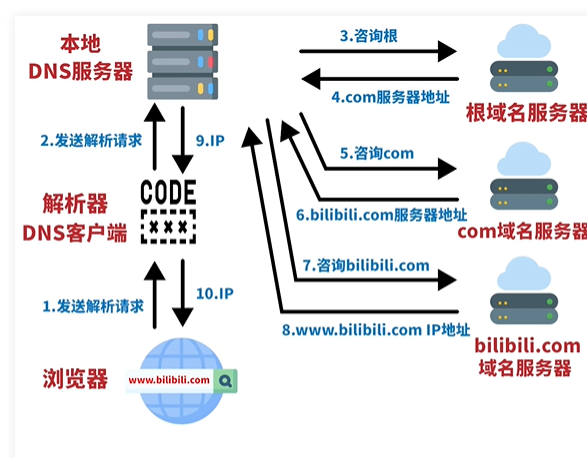 本地
DNS服务器
3.咨询根
4.com服务器地址
根域名服务器
2.发送解析请求
9.IP
5.咨询com
CODE
解析器
DNS客户端
×××
6.bilibili.com服务器地址
com域名服务器
7.咨询bilibili.com
1.发送解析请求
10.IP
8.www.bilibili.com IP地址
bilibili.com
域名服务器
浏览器
www.bilibili.com